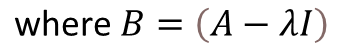 where 𝐵 = (𝐴 − 𝜆𝐼)